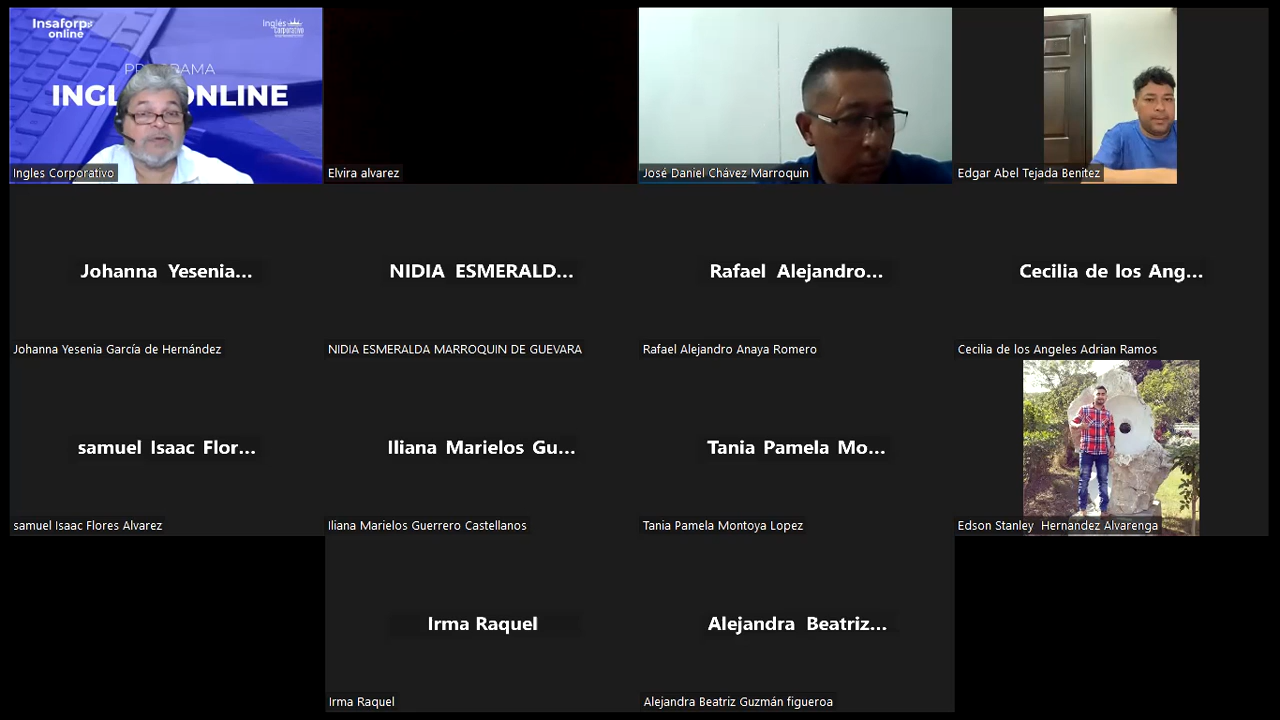 Insaforp
online
Inglés
Corporativo
INGL ONLINE
Ingles Corporativo
Elvira alvarez
José Daniel Chávez Marroquin
Edgar Abel Tejada Benitez
Johanna Yesenia...
NIDIA ESMERALD...
Rafael Alejandro...
Cecilia de los Ang...
Johanna Yesenia García de Hernández
NIDIA ESMERALDA MARROQUIN DE GUEVARA
Rafael Alejandro Anaya Romero
Cecilia de los Angeles Adrian Ramos
samuel Isaac Flor...
Iliana Marielos Gu...
Tania Pamela Mo...
samuel Isaac Flores Alvarez
Iliana Marielos Guerrero Castellanos
Tania Pamela Montoya Lopez
Edson Stanley Hernandez Alvarenga
Irma Raquel
Alejandra Beatriz...
Irma Raquel
Alejandra Beatriz Guzmán figueroa